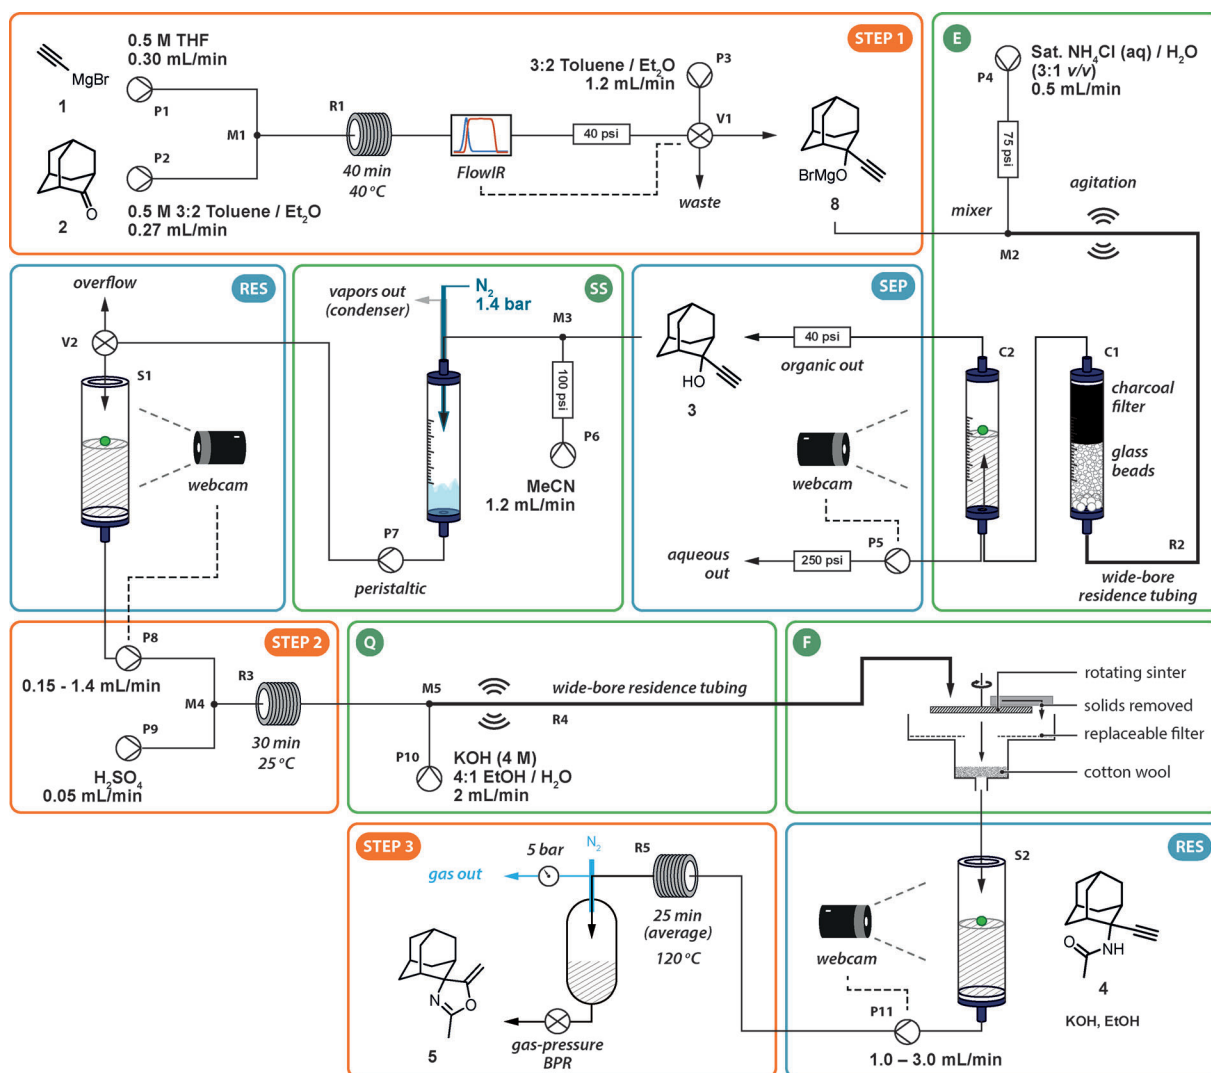 STEP 1
0.5 M THF
0.30 mL/min
MgBr
1
P1
P2
2
O
0.5 M 3:2 Toluene / Et2O
0.27 mL/min
M1
R1
40 min
40 °C
FlowIR
40 psi
3:2 Toluene / Et2O
1.2 mL/min
P3
V1
waste
BrMgO
8
E
P4
Sat. NH4Cl (aq) / H2O
(3:1 v/v)
0.5 mL/min
75 psi
mixer
agitation
M2
C1
charcoal
filter
glass
beads
R2
wide-bore
residence tubing
SEP
40 psi
organic out
C2
HO
3
webcam
P5
250 psi
aqueous
out
SS
N2
1.4 bar
vapors out
(condenser)
M3
100 psi
P6
MeCN
1.2 mL/min
P7
peristaltic
RES
overflow
V2
S1
webcam
STEP 2
P8
0.15 - 1.4 mL/min
M4
P9
H2SO4
0.05 mL/min
R3
30 min
25 °C
Q
M5
wide-bore residence tubing
R4
P10
KOH (4 M)
4:1 EtOH / H2O
2 mL/min
F
rotating sinter
solids removed
replaceable filter
cotton wool
RES
S2
webcam
P11
1.0 – 3.0 mL/min
O
NH
4
KOH, EtOH
STEP 3
N2
5 bar
gas out
R5
25 min
(average)
120 °C
gas-pressure
BPR
N
O
5